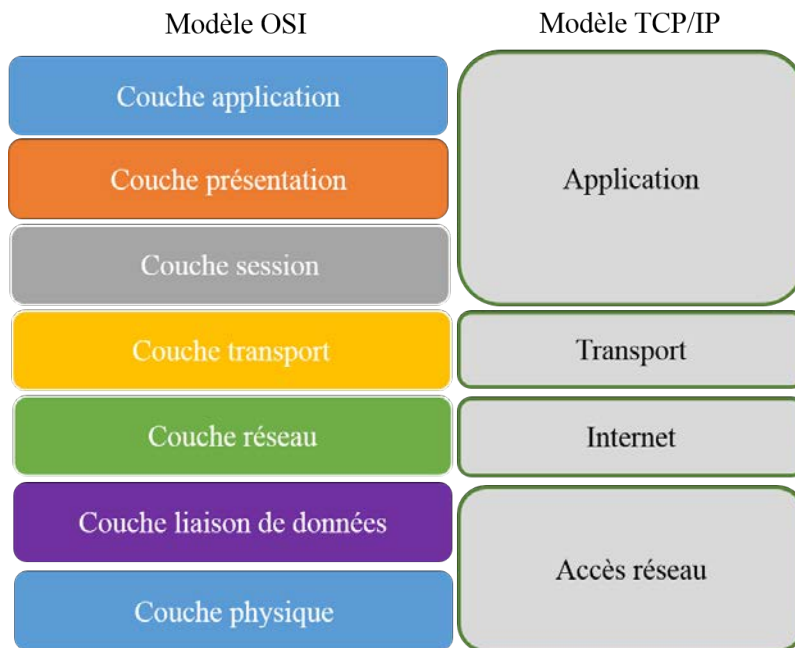 Modèle OSI
Modèle TCP/IP
Couche application
Couche présentation
Couche session
Couche transport
Couche réseau
Couche liaison de données
Couche physique
Application
Transport
Internet
Accès réseau